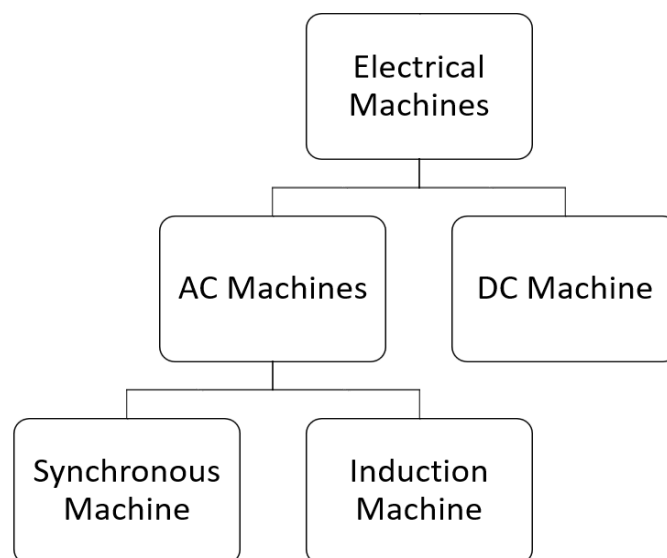 Electrical
Machines
AC Machines
DC Machine
Synchronous
Machine
Induction
Machine